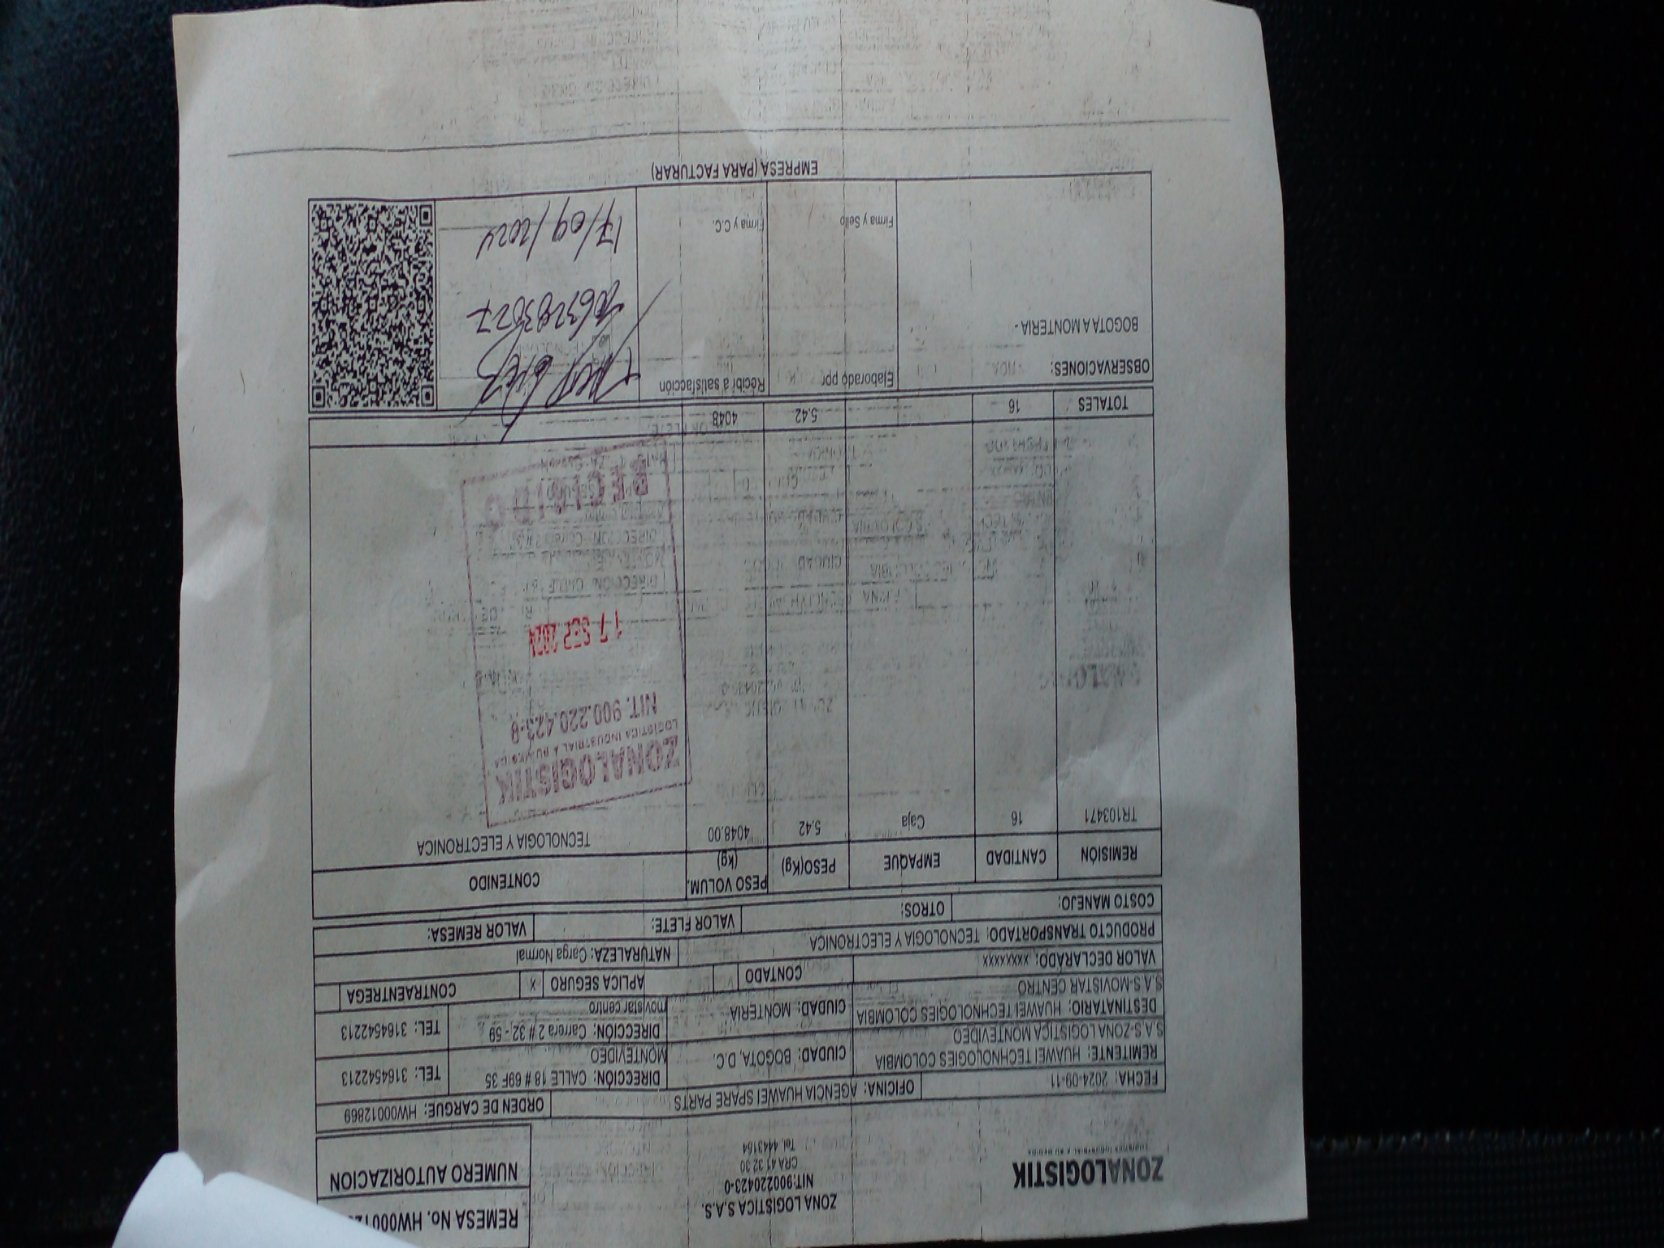 ZONALOGISTIK
ZONA LOGISTICA S.A.S.
NIT:900220423-0
CRA 41 32 30
Tel. 4443164
REMESA No. HW00012
NUMERO AUTORIZACION
FECHA: 2024-09-11
OFICINA: AGENCIA HUAWEI SPARE PARTS
ORDEN DE CARGUE: HW00012869
REMITENTE: HUAWEI TECHNOLOGIES COLOMBIA
S.A.S-ZONA LOGISTICA MONTEVIDEO
CIUDAD: BOGOTA, D.C.
DIRECCIÓN: CALLE 18 # 69F 35
MONTEVIDEO
TEL: 3164542213
DESTINATARIO: HUAWEI TECHNOLOGIES COLOMBIA
S.A.S-MOVISTAR CENTRO
CIUDAD: MONTERIA
DIRECCIÓN: Carrera 2 # 32 - 59
movistar centro
TEL: 3164542213
VALOR DECLARADO: xxxxxxxx
CONTADO
APLICA SEGURO x
CONTRAENTREGA
PRODUCTO TRANSPORTADO: TECNOLOGIA Y ELECTRONICA
NATURALEZA: Carga Normal
COSTO MANEJO:
OTROS:
VALOR FLETE:
VALOR REMESA:
REMISIÓN CANTIDAD EMPAQUE PESO(Kg) PESO VOLUM. (kg) CONTENIDO
TR103471 16 Caja 5.42 4048.00 TECNOLOGIA Y ELECTRONICA
ZONALOGISTIK
NIT. 900.220.423-0
17 SEP 2024
RECIBIDO
TOTALES 16 5.42 4048
OBSERVACIONES:
BOGOTA A MONTERIA -
Elaborado por
Firma y Sello
Recibí a satisfacción
Firma y C.C.
17/09/2024
EMPRESA (PARA FACTURAR)